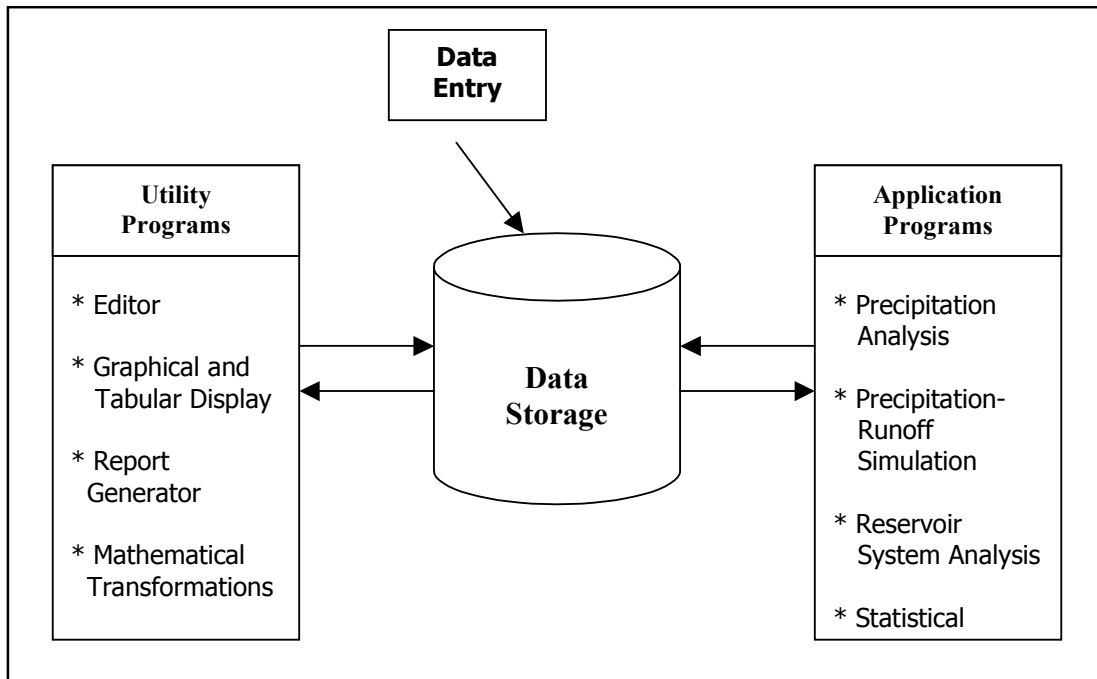 Data
Entry
Utility
Programs
* Editor
* Graphical and
Tabular Display
* Report
Generator
* Mathematical
Transformations
Data
Storage
Application
Programs
* Precipitation
Analysis
* Precipitation-
Runoff
Simulation
* Reservoir
System Analysis
* Statistical